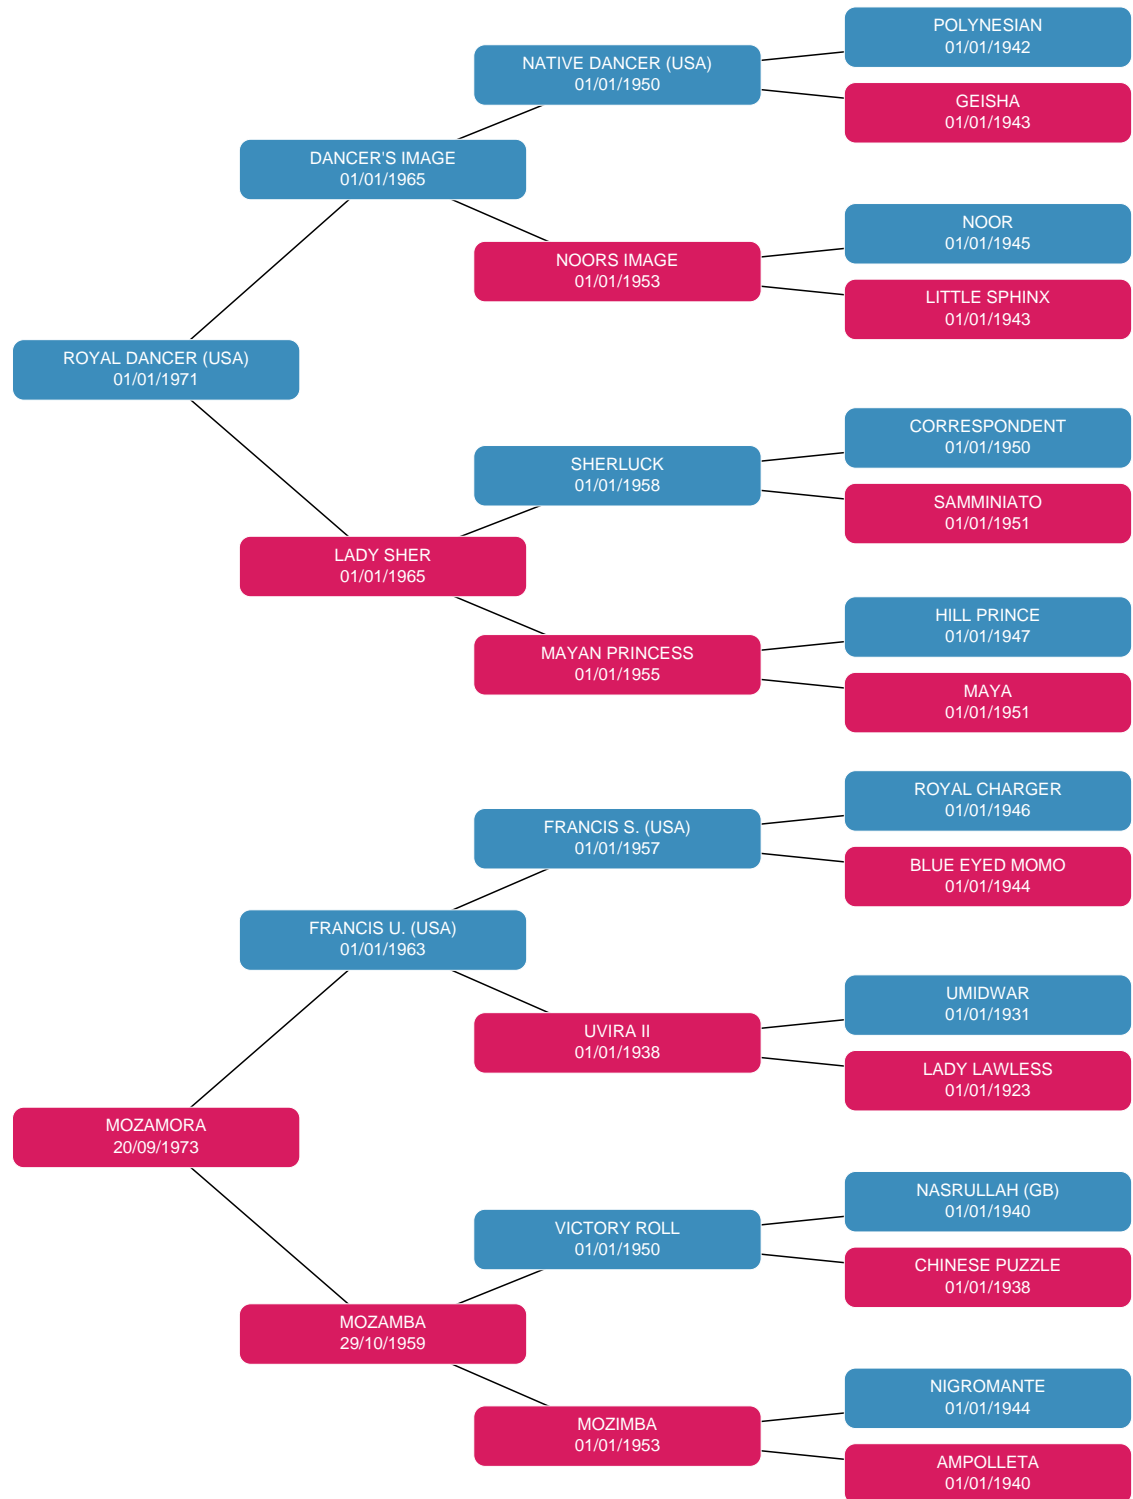 POLYNESIAN
01/01/1942
NATIVE DANCER (USA)
01/01/1950
GEISHA
01/01/1943
DANCER'S IMAGE
01/01/1965
NOOR
01/01/1945
NOORS IMAGE
01/01/1953
LITTLE SPHINX
01/01/1943
ROYAL DANCER (USA)
01/01/1971
CORRESPONDENT
01/01/1950
SHERLUCK
01/01/1958
SAMMINIATO
01/01/1951
LADY SHER
01/01/1965
HILL PRINCE
01/01/1947
MAYAN PRINCESS
01/01/1955
MAYA
01/01/1951
ROYAL CHARGER
01/01/1946
FRANCIS S. (USA)
01/01/1957
BLUE EYED MOMO
01/01/1944
FRANCIS U. (USA)
01/01/1963
UMIDWAR
01/01/1931
UVIRA II
01/01/1938
LADY LAWLESS
01/01/1923
MOZAMORA
20/09/1973
NASRULLAH (GB)
01/01/1940
VICTORY ROLL
01/01/1950
CHINESE PUZZLE
01/01/1938
MOZAMBA
29/10/1959
NIGROMANTE
01/01/1944
MOZIMBA
01/01/1953
AMPOLLETA
01/01/1940